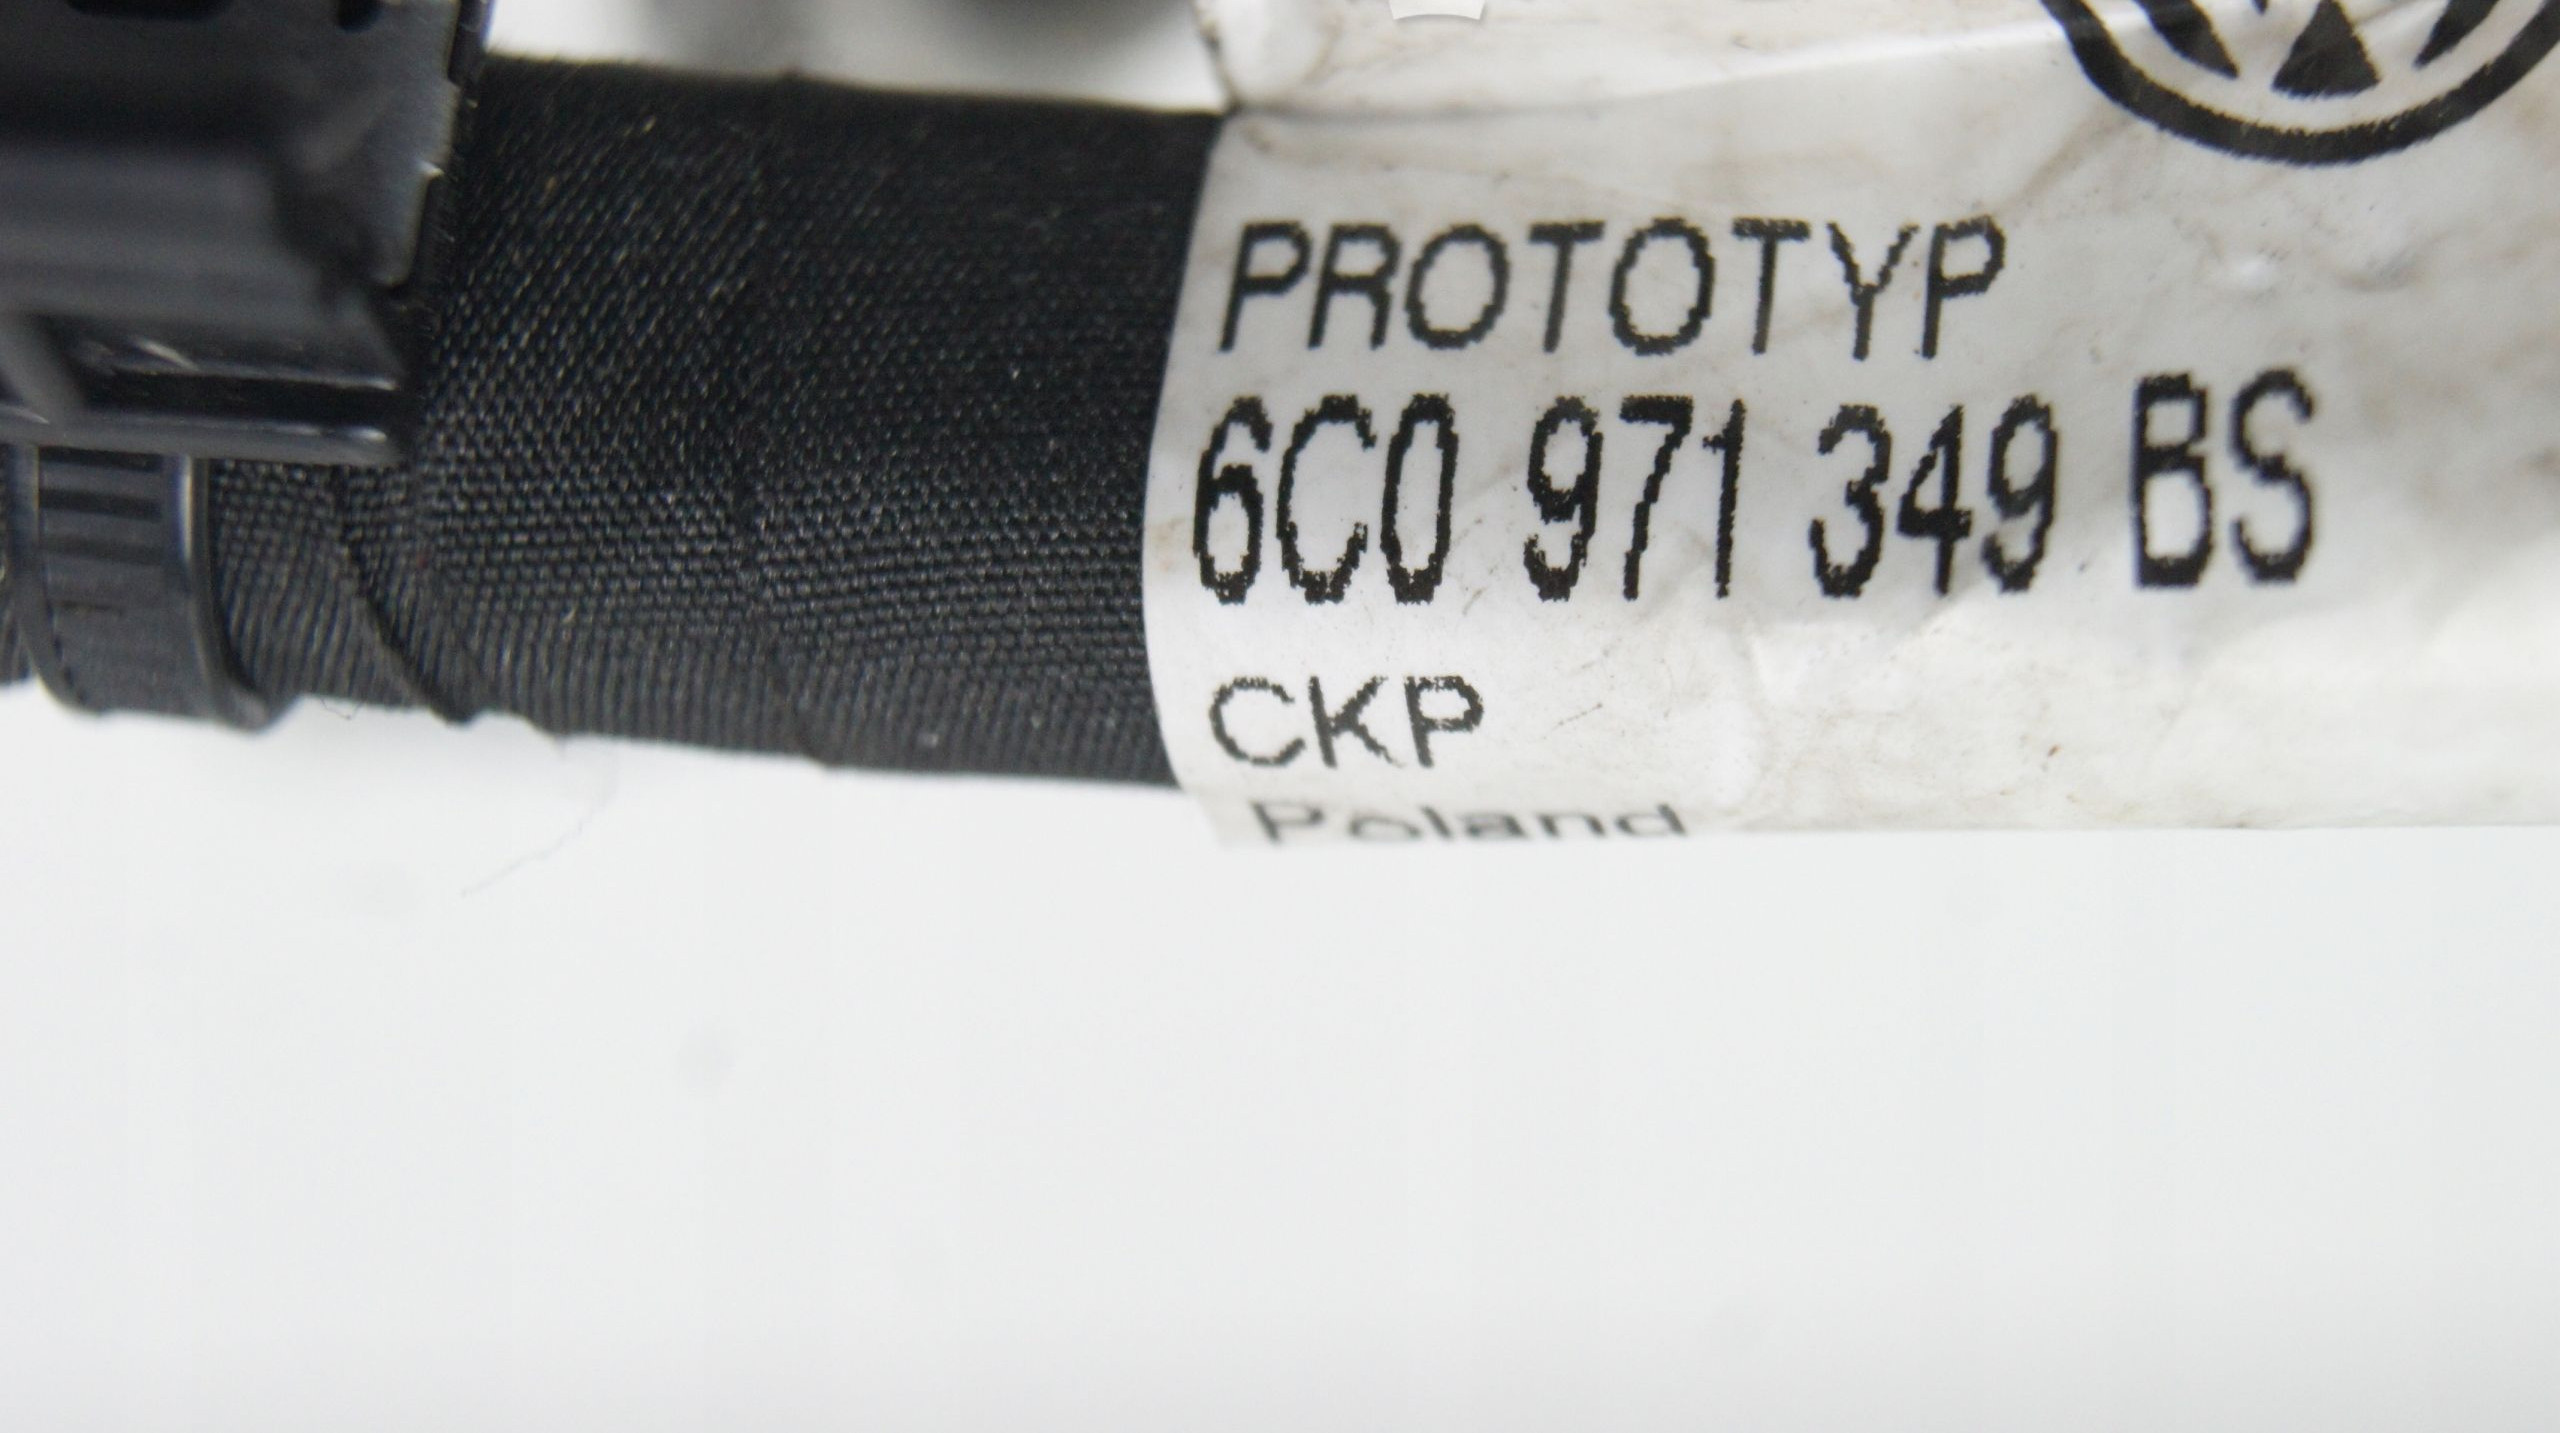 PROTOTYP
6C0 971 349 BS
CKP
Poland